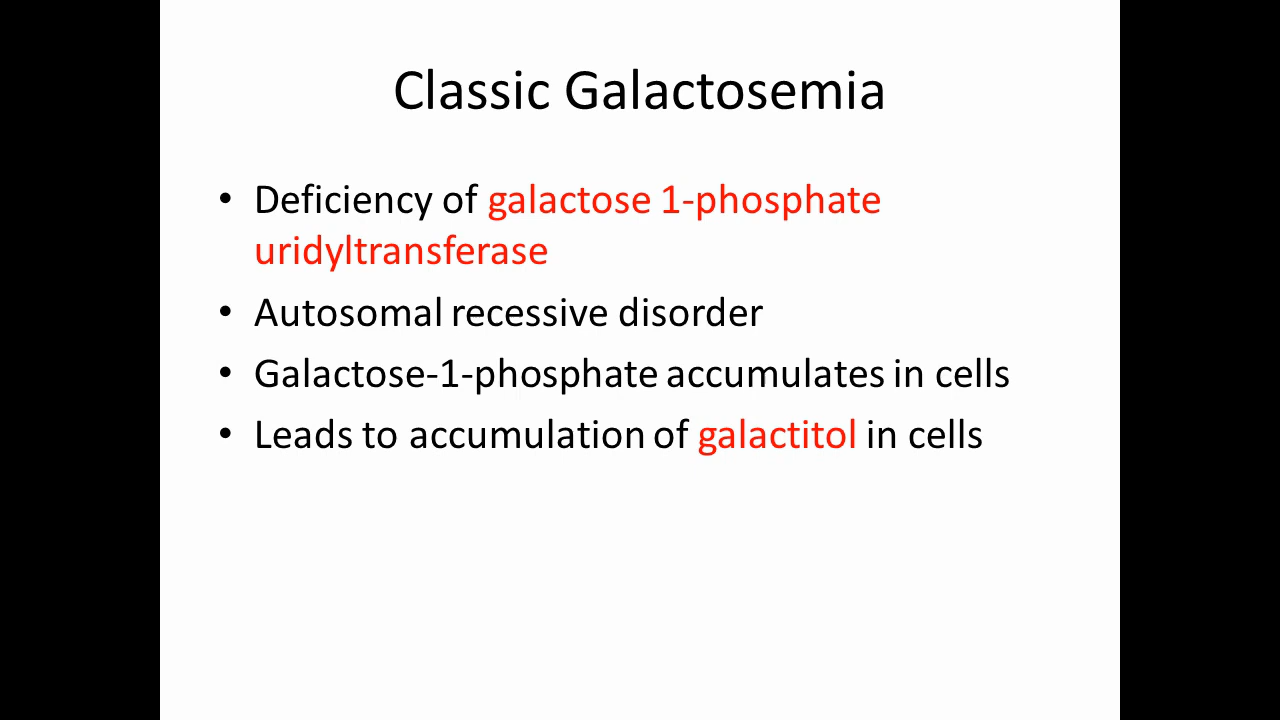 Classic Galactosemia
• Deficiency of galactose 1-phosphate
uridyltransferase
• Autosomal recessive disorder
• Galactose-1-phosphate accumulates in cells
• Leads to accumulation of galactitol in cells